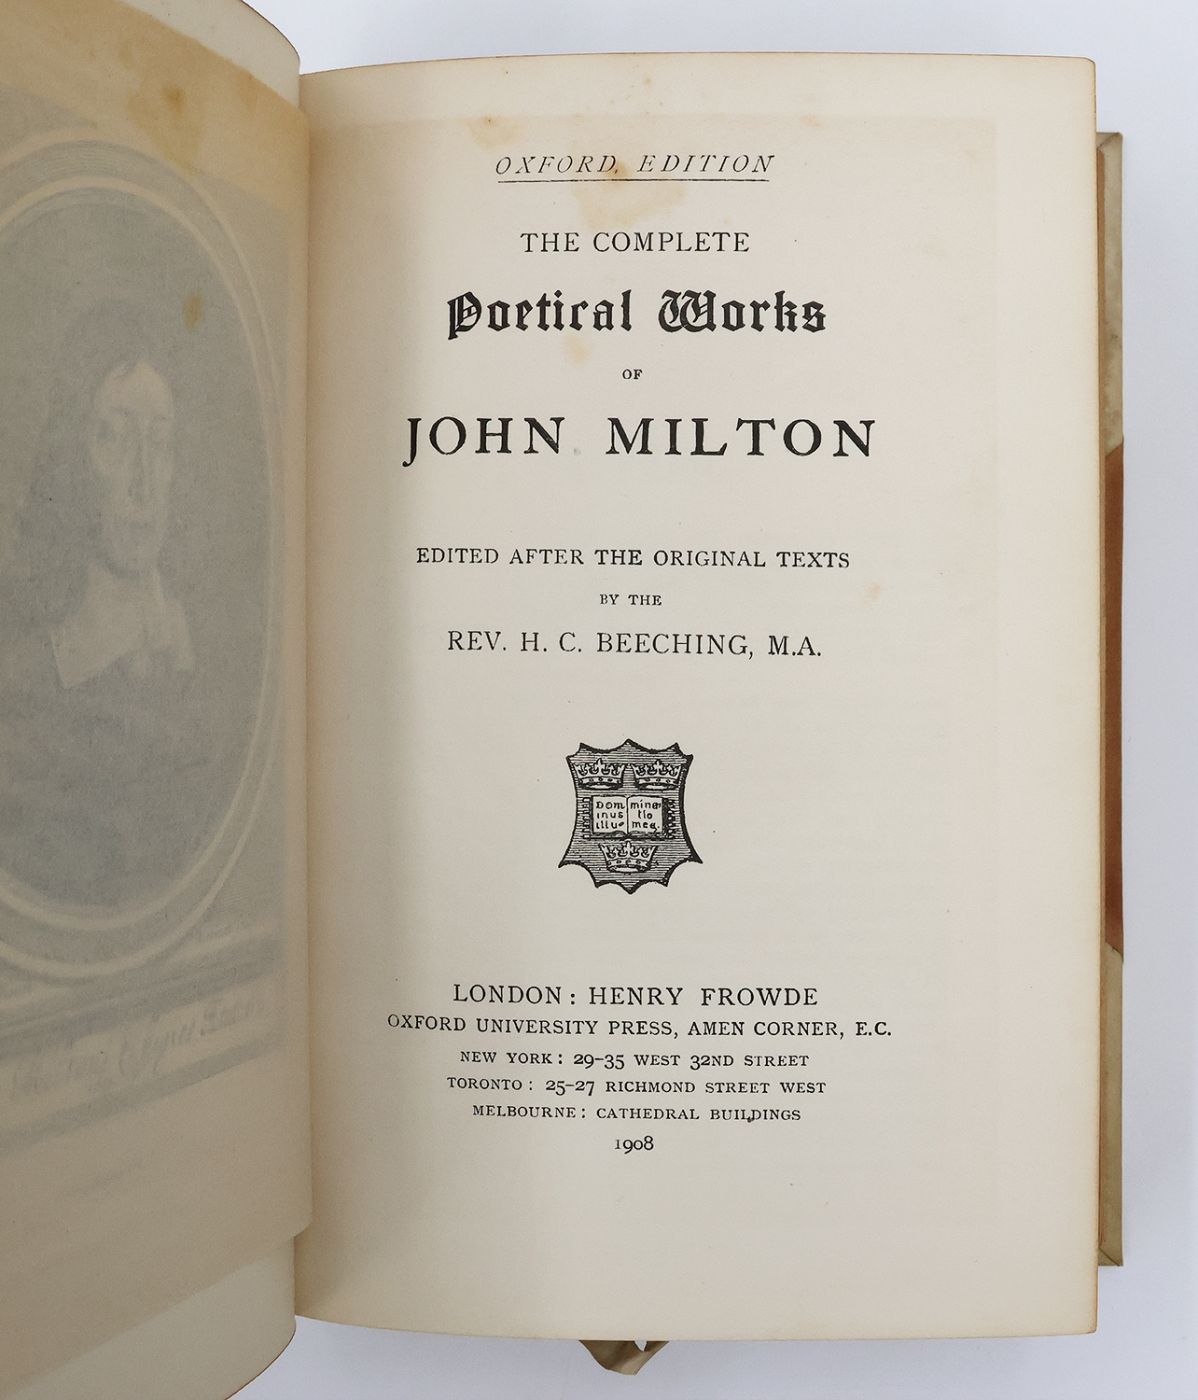 OXFORD EDITION
THE COMPLETE
Poetical Works
OF
JOHN MILTON
EDITED AFTER THE ORIGINAL TEXTS
BY THE
REV. H. C. BEECHING, M.A.
DOM mina
inus tio
illu- mea.
LONDON: HENRY FROWDE
OXFORD UNIVERSITY PRESS, AMEN CORNER, E.C.
NEW YORK: 29–35 WEST 32ND STREET
TORONTO: 25–27 RICHMOND STREET WEST
MELBOURNE: CATHEDRAL BUILDINGS
1908